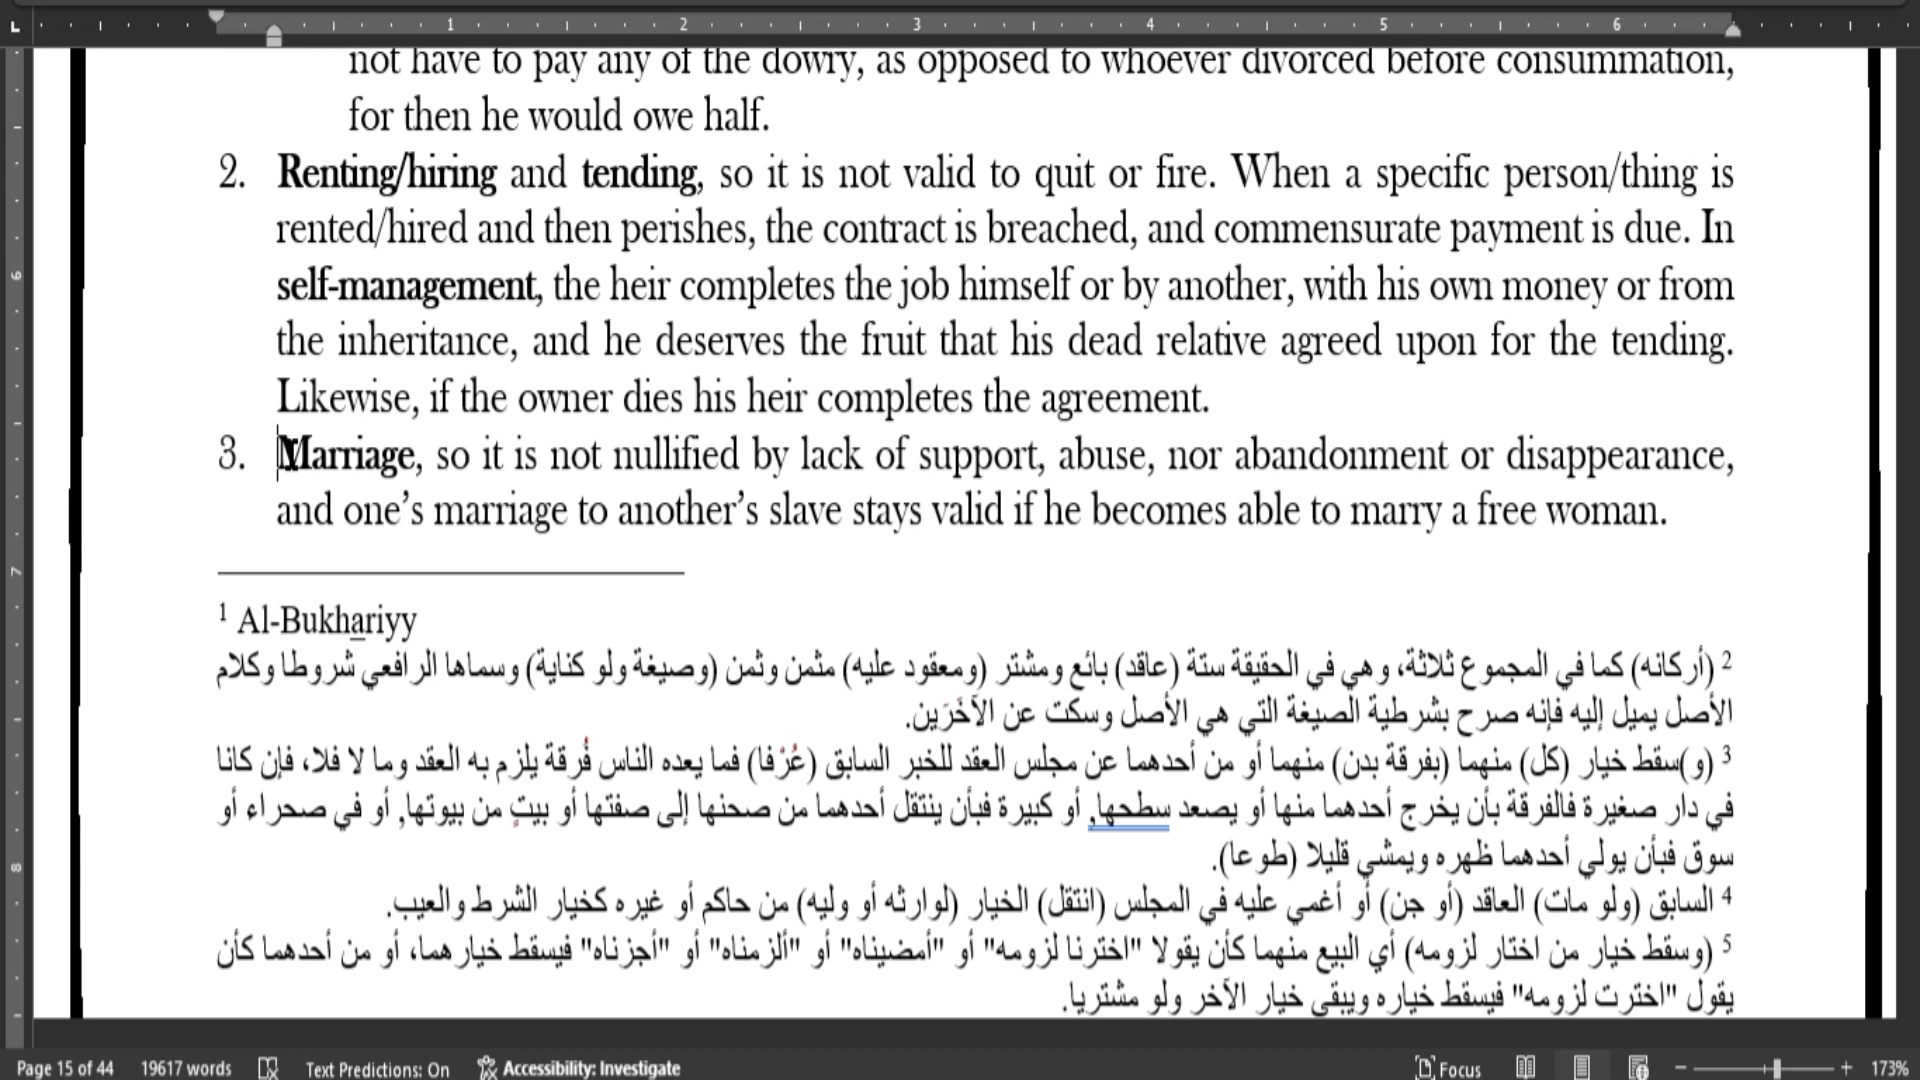 1 2 3 4 5 6
not have to pay any of the dowry, as opposed to whoever divorced before consummation,
for then he would owe half.
2. Renting/hiring and tending, so it is not valid to quit or fire. When a specific person/thing is
rented/hired and then perishes, the contract is breached, and commensurate payment is due. In
self-management, the heir completes the job himself or by another, with his own money or from
the inheritance, and he deserves the fruit that his dead relative agreed upon for the tending.
Likewise, if the owner dies his heir completes the agreement.
3. Marriage, so it is not nullified by lack of support, abuse, nor abandonment or disappearance,
and one’s marriage to another’s slave stays valid if he becomes able to marry a free woman.
1 Al-Bukhariyy
2 (أركانه) كما في المجموع ثلاثة، وهي في الحقيقة ستة (عاقد) بائع ومشتر (ومعقود عليه) مثمن وثمن (وصيغة ولو كناية) وسماها الرافعي شروطا وكلام
الأصل يميل إليه فإنه صرح بشرطية الصيغة التي هي الأصل وسكت عن الآخَرَين.
3 (و)سقط خيار (كل) منهما (بفرقة بدن) منهما أو من أحدهما عن مجلس العقد للخبر السابق (عُرْفا) فما يعده الناس فُرقة يلزم به العقد وما لا فلا، فإن كانا
في دار صغيرة فالفرقة بأن يخرج أحدهما منها أو يصعد سطحها, أو كبيرة فبأن ينتقل أحدهما من صحنها إلى صفتها أو بيتٍ من بيوتها, أو في صحراء أو
سوق فبأن يولي أحدهما ظهره ويمشي قليلا (طوعا).
4 السابق (ولو مات) العاقد (أو جن) أو أغمي عليه في المجلس (انتقل) الخيار (لوارثه أو وليه) من حاكم أو غيره كخيار الشرط والعيب.
5 (وسقط خيار من اختار لزومه) أي البيع منهما كأن يقولا "اخترنا لزومه" أو "أمضيناه" أو "ألزمناه" أو "أجزناه" فيسقط خيارهما، أو من أحدهما كأن
يقول "اخترت لزومه" فيسقط خياره ويبقى خيار الآخر ولو مشتريا.
6
7
8
Page 15 of 44 19617 words Text Predictions: On Accessibility: Investigate Focus 173%